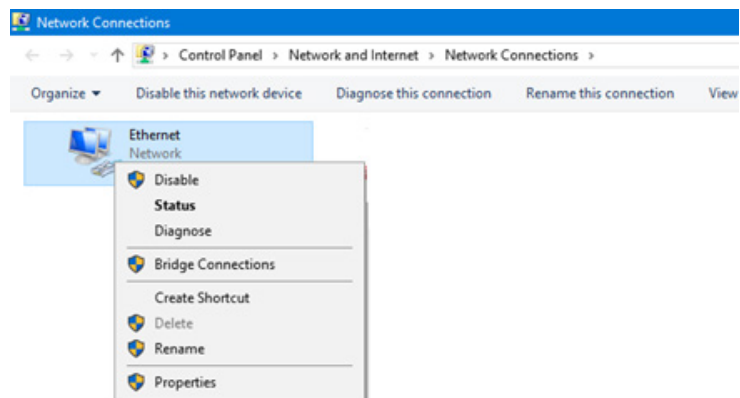 Network Connections
Control Panel > Network and Internet > Network Connections >
Organize Disable this network device Diagnose this connection Rename this connection View
Ethernet
Network
Disable
Status
Diagnose
Bridge Connections
Create Shortcut
Delete
Rename
Properties